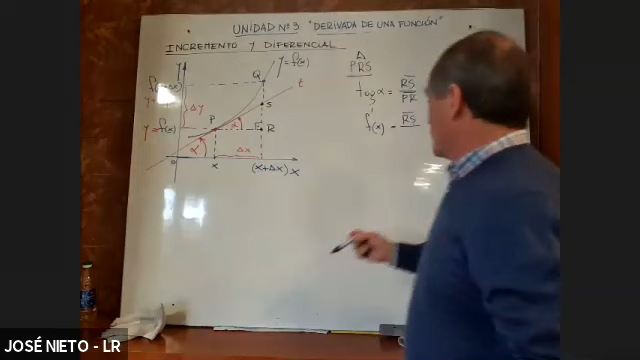 UNIDAD Nº3 "DERIVADA DE UNA FUNCIÓN"
INCREMENTO Y DIFERENCIAL
y
Q
y=f(x)
t
f(x+Δx)
Δy
S
y=f(x)
P
α
E
R
α
o
x
Δx
(x+Δx)
x
Δ
PRS
tg α = RS/PR
f'(x) = RS
JOSÉ NIETO - LR